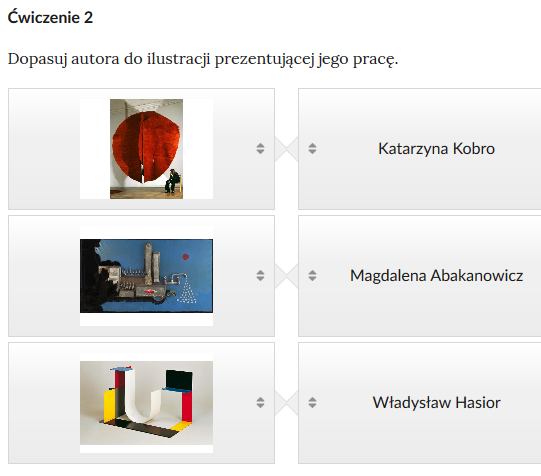 Ćwiczenie 2
Dopasuj autora do ilustracji prezentującej jego pracę.
Katarzyna Kobro
Magdalena Abakanowicz
Władysław Hasior